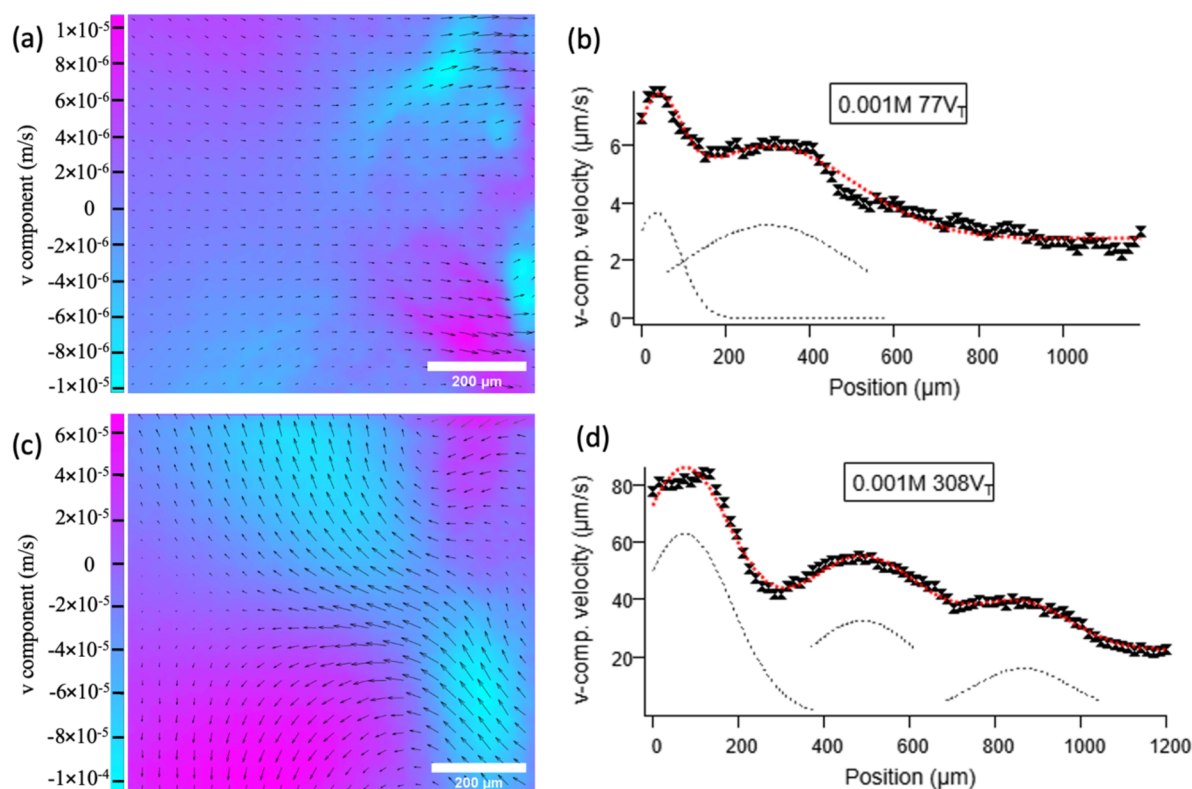 (a)
v component (m/s)
1×10⁻⁵
8×10⁻⁶
6×10⁻⁶
4×10⁻⁶
2×10⁻⁶
0
-2×10⁻⁶
-4×10⁻⁶
-6×10⁻⁶
-8×10⁻⁶
-1×10⁻⁵
200 µm
(b)
0.001M 77V_T
v-comp. velocity (µm/s)
6
4
2
0
0 200 400 600 800 1000
Position (µm)
(c)
v component (m/s)
6×10⁻⁵
4×10⁻⁵
2×10⁻⁵
0
-2×10⁻⁵
-4×10⁻⁵
-6×10⁻⁵
-8×10⁻⁵
-1×10⁻⁴
200 µm
(d)
0.001M 308V_T
v-comp. velocity (µm/s)
80
60
40
20
0 200 400 600 800 1000 1200
Position (µm)